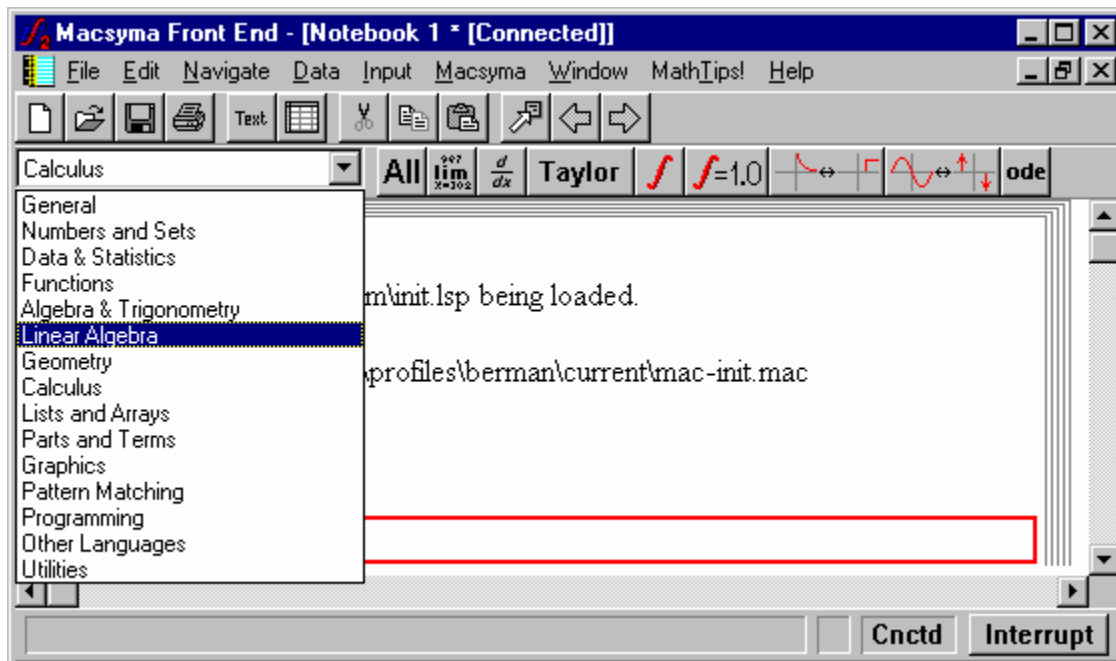 Macsyma Front End - [Notebook 1 * [Connected]]
File Edit Navigate Data Input Macsyma Window MathTips! Help
Text
Calculus
All lim d/dx Taylor ∫ ∫=1.0 ode
General
Numbers and Sets
Data & Statistics
Functions
Algebra & Trigonometry
m\init.lsp being loaded.
Linear Algebra
Geometry
\profiles\berman\current\mac-init.mac
Calculus
Lists and Arrays
Parts and Terms
Graphics
Pattern Matching
Programming
Other Languages
Utilities
Cnctd Interrupt